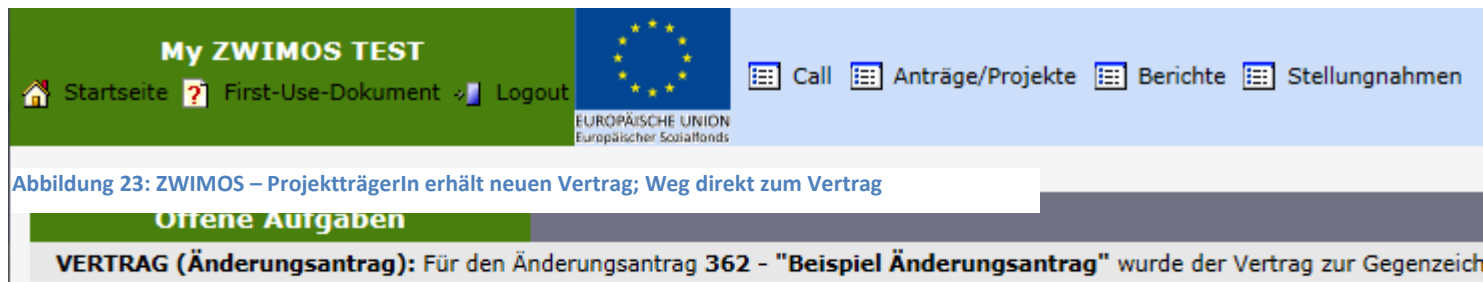 My ZWIMOS TEST
Startseite First-Use-Dokument Logout
EUROPÄISCHE UNION
Europäischer Sozialfonds
Call Anträge/Projekte Berichte Stellungnahmen
Abbildung 23: ZWIMOS – ProjektträgerIn erhält neuen Vertrag; Weg direkt zum Vertrag
Offene Aufgaben
VERTRAG (Änderungsantrag): Für den Änderungsantrag 362 - "Beispiel Änderungsantrag" wurde der Vertrag zur Gegenzeich